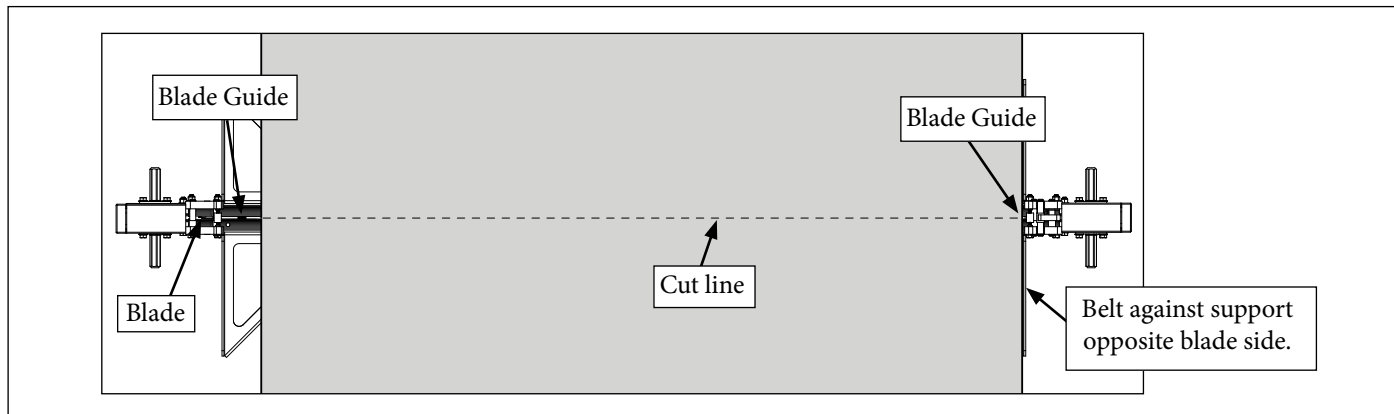 Blade Guide
Blade Guide
Cut line
Blade
Belt against support
opposite blade side.